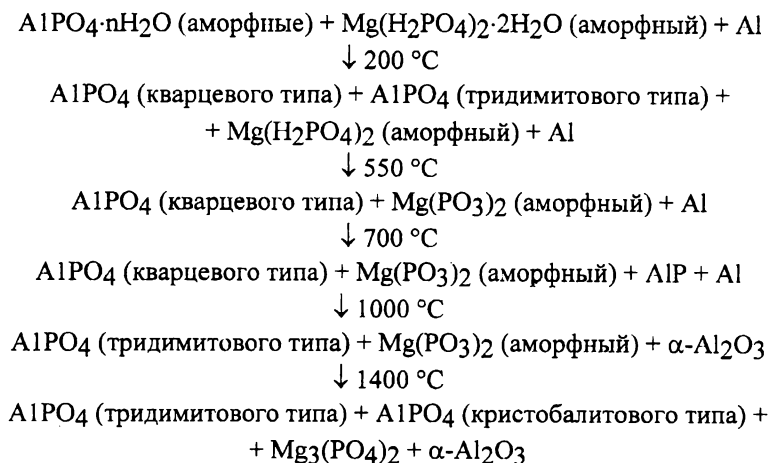 AlPO4·nH2O (аморфные) + Mg(H2PO4)2·2H2O (аморфный) + Al
↓ 200 °C
AlPO4 (кварцевого типа) + AlPO4 (тридимитового типа) +
+ Mg(H2PO4)2 (аморфный) + Al
↓ 550 °C
AlPO4 (кварцевого типа) + Mg(PO3)2 (аморфный) + Al
↓ 700 °C
AlPO4 (кварцевого типа) + Mg(PO3)2 (аморфный) + AlP + Al
↓ 1000 °C
AlPO4 (тридимитового типа) + Mg(PO3)2 (аморфный) + α-Al2O3
↓ 1400 °C
AlPO4 (тридимитового типа) + AlPO4 (кристобалитового типа) +
+ Mg3(PO4)2 + α-Al2O3